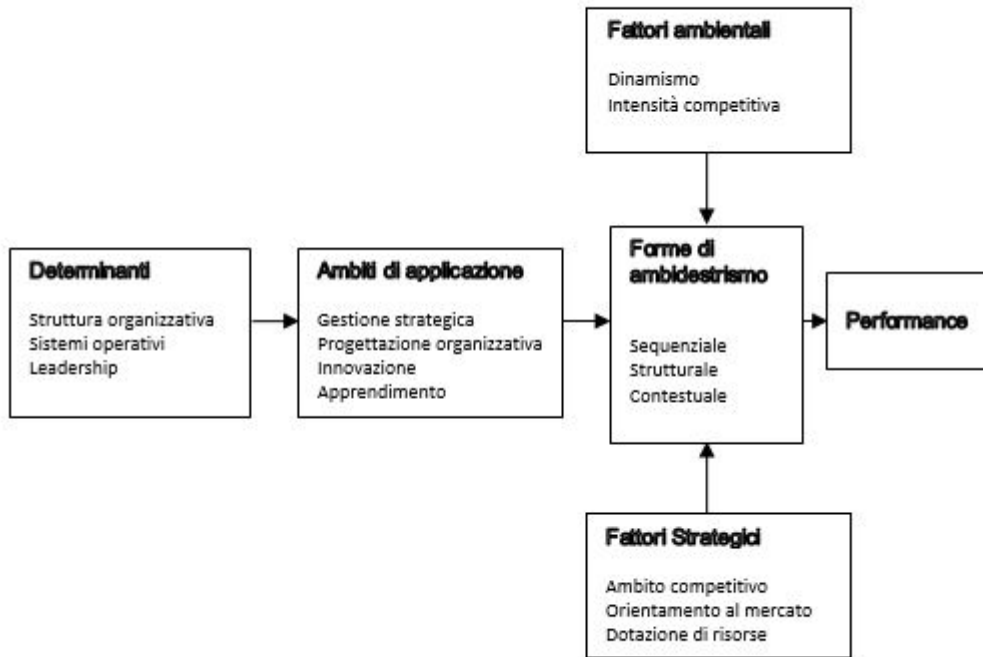 Fattori ambientali
Dinamismo
Intensità competitiva
Determinanti
Struttura organizzativa
Sistemi operativi
Leadership
Ambiti di applicazione
Gestione strategica
Progettazione organizzativa
Innovazione
Apprendimento
Forme di
ambidestrismo
Sequenziale
Strutturale
Contestuale
Performance
Fattori Strategici
Ambito competitivo
Orientamento al mercato
Dotazione di risorse